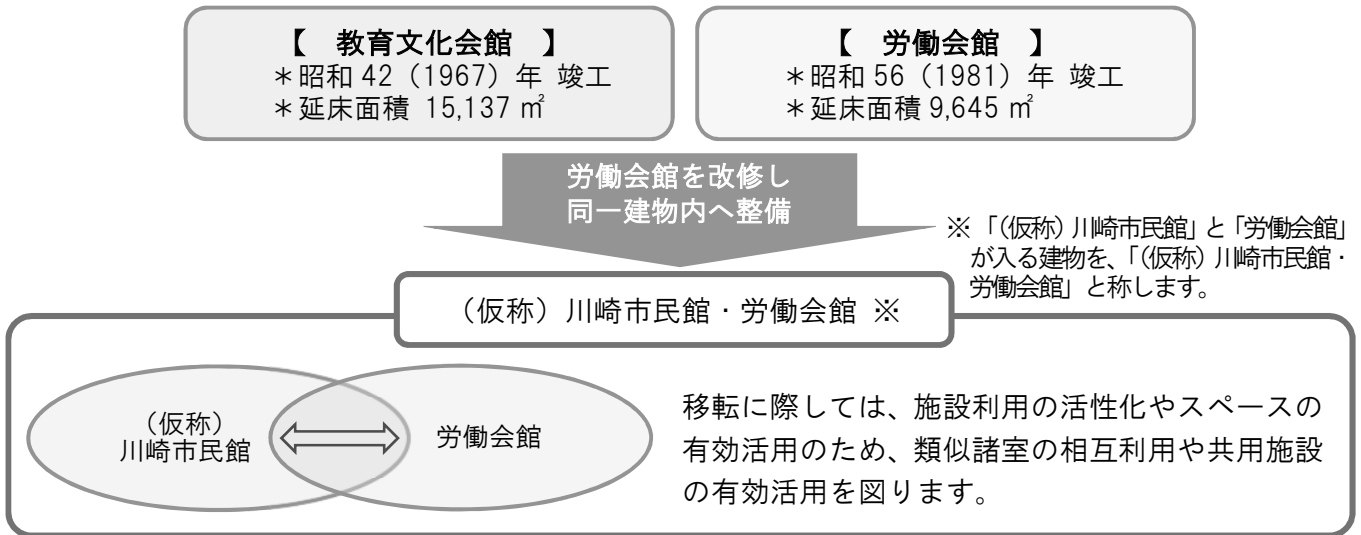 【 教育文化会館 】
＊昭和 42（1967）年 竣工
＊延床面積 15,137 ㎡
【 労働会館 】
＊昭和 56（1981）年 竣工
＊延床面積 9,645 ㎡
労働会館を改修し
同一建物内へ整備
※ 「(仮称) 川崎市民館」と「労働会館」
が入る建物を、「(仮称) 川崎市民館・
労働会館」と称します。
（仮称）川崎市民館・労働会館 ※
（仮称）
川崎市民館
労働会館
移転に際しては、施設利用の活性化やスペースの
有効活用のため、類似諸室の相互利用や共用施設
の有効活用を図ります。